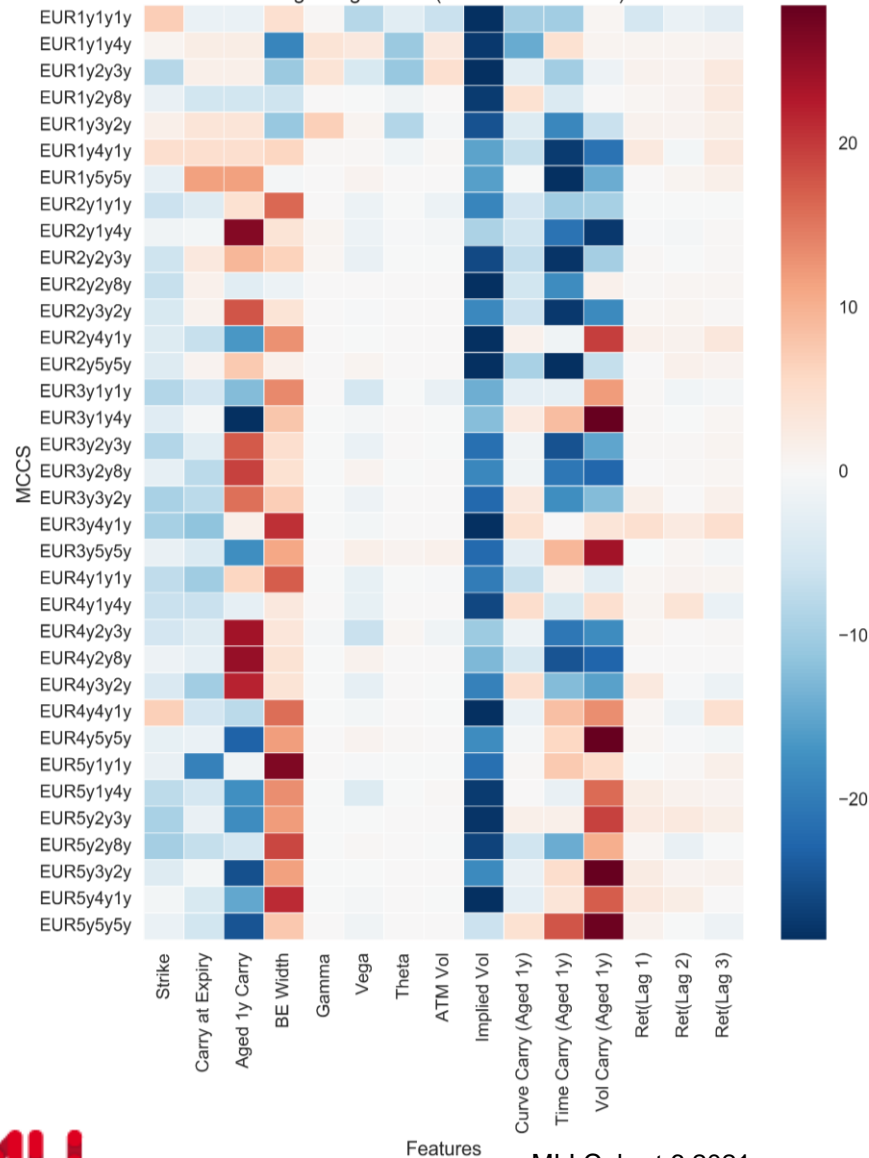 EUR1y1y1y
EUR1y1y4y
EUR1y2y3y
EUR1y2y8y
EUR1y3y2y
EUR1y4y1y
EUR1y5y5y
EUR2y1y1y
EUR2y1y4y
EUR2y2y3y
EUR2y2y8y
EUR2y3y2y
EUR2y4y1y
EUR2y5y5y
EUR3y1y1y
EUR3y1y4y
EUR3y2y3y
EUR3y2y8y
EUR3y3y2y
EUR3y4y1y
EUR3y5y5y
EUR4y1y1y
EUR4y1y4y
EUR4y2y3y
EUR4y2y8y
EUR4y3y2y
EUR4y4y1y
EUR4y5y5y
EUR5y1y1y
EUR5y1y4y
EUR5y2y3y
EUR5y2y8y
EUR5y3y2y
EUR5y4y1y
EUR5y5y5y
MCCS
20
10
0
−10
−20
Strike
Carry at Expiry
Aged 1y Carry
BE Width
Gamma
Vega
Theta
ATM Vol
Implied Vol
Curve Carry (Aged 1y)
Time Carry (Aged 1y)
Vol Carry (Aged 1y)
Ret(Lag 1)
Ret(Lag 2)
Ret(Lag 3)
Features